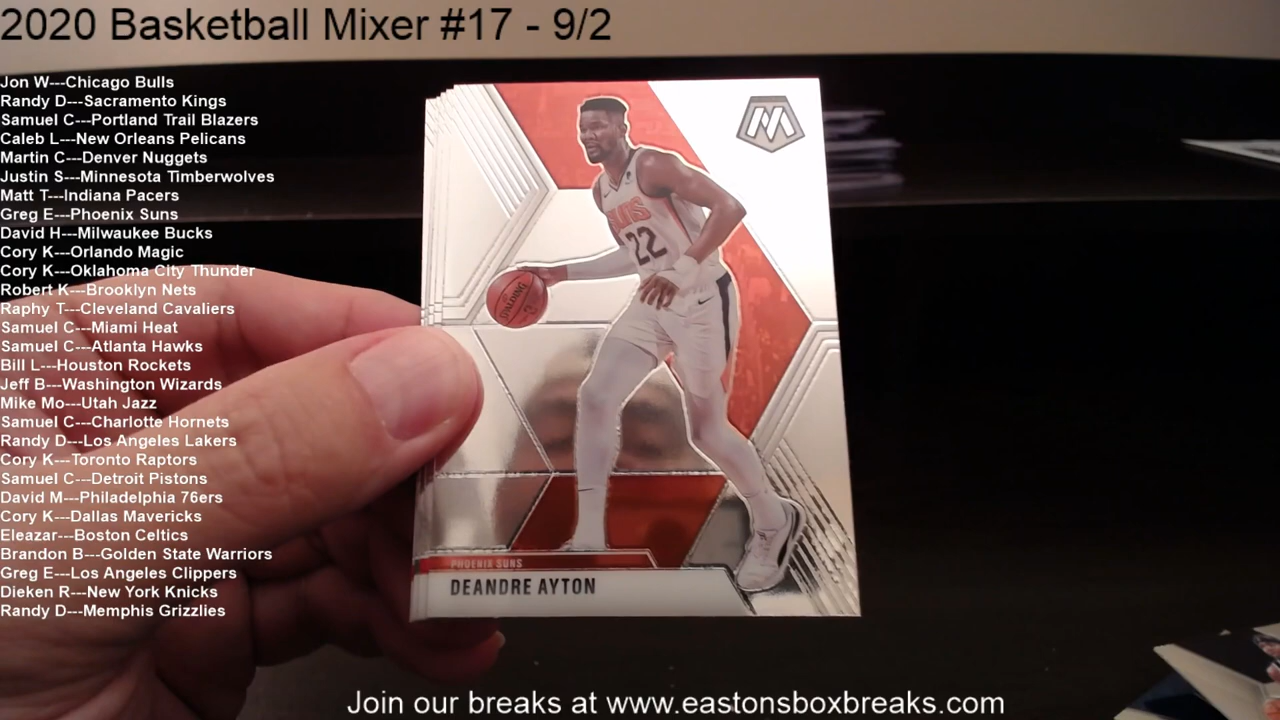 2020 Basketball Mixer #17 - 9/2
Jon W---Chicago Bulls
Randy D---Sacramento Kings
Samuel C---Portland Trail Blazers
Caleb L---New Orleans Pelicans
Martin C---Denver Nuggets
Justin S---Minnesota Timberwolves
Matt T---Indiana Pacers
Greg E---Phoenix Suns
David H---Milwaukee Bucks
Cory K---Orlando Magic
Cory K---Oklahoma City Thunder
Robert K---Brooklyn Nets
Raphy T---Cleveland Cavaliers
Samuel C---Miami Heat
Samuel C---Atlanta Hawks
Bill L---Houston Rockets
Jeff B---Washington Wizards
Mike Mo---Utah Jazz
Samuel C---Charlotte Hornets
Randy D---Los Angeles Lakers
Cory K---Toronto Raptors
Samuel C---Detroit Pistons
David M---Philadelphia 76ers
Cory K---Dallas Mavericks
Eleazar---Boston Celtics
Brandon B---Golden State Warriors
Greg E---Los Angeles Clippers
Dieken R---New York Knicks
Randy D---Memphis Grizzlies
M
SUNS
22
SPALDING
PHOENIX SUNS
DEANDRE AYTON
Join our breaks at www.eastonsboxbreaks.com